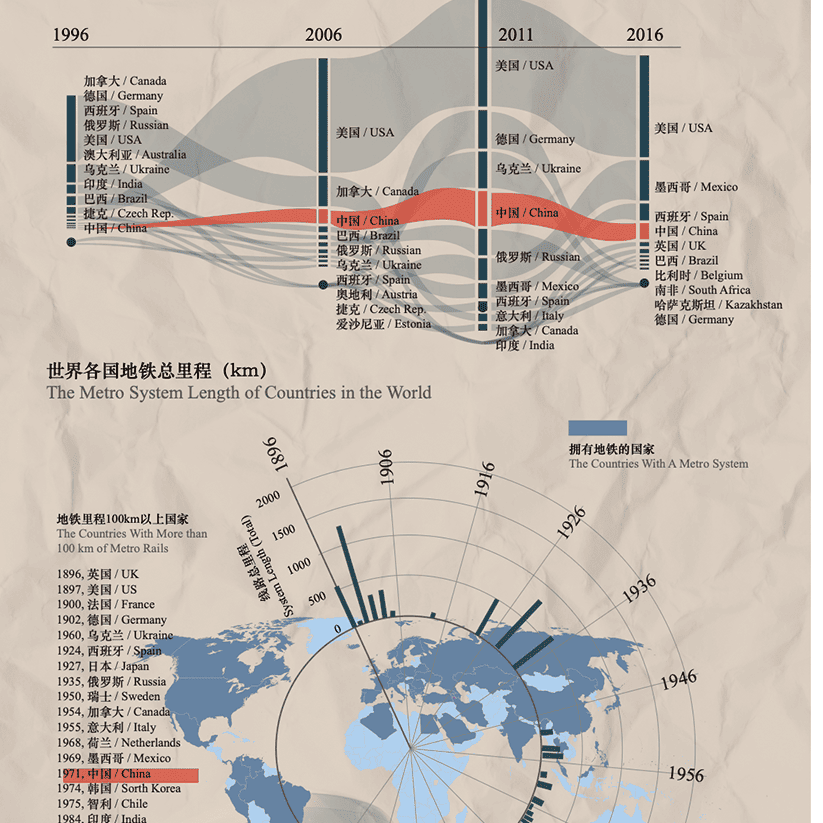 1996
2006
2011
2016
加拿大 / Canada
德国 / Germany
西班牙 / Spain
俄罗斯 / Russian
美国 / USA
澳大利亚 / Australia
乌克兰 / Ukraine
印度 / India
巴西 / Brazil
捷克 / Czech Rep.
中国 / China
美国 / USA
加拿大 / Canada
中国 / China
巴西 / Brazil
俄罗斯 / Russian
乌克兰 / Ukraine
西班牙 / Spain
奥地利 / Austria
捷克 / Czech Rep.
爱沙尼亚 / Estonia
美国 / USA
德国 / Germany
乌克兰 / Ukraine
中国 / China
俄罗斯 / Russian
墨西哥 / Mexico
西班牙 / Spain
意大利 / Italy
加拿大 / Canada
印度 / India
美国 / USA
墨西哥 / Mexico
西班牙 / Spain
中国 / China
英国 / UK
巴西 / Brazil
比利时 / Belgium
南非 / South Africa
哈萨克斯坦 / Kazakhstan
德国 / Germany
世界各国地铁总里程（km）
The Metro System Length of Countries in the World
拥有地铁的国家
The Countries With A Metro System
1896
1906
1916
1926
1936
1946
1956
2000
1500
1000
500
0
线路总里程
System Length (Total)
地铁里程100km以上国家
The Countries With More than
100 km of Metro Rails
1896, 英国 / UK
1897, 美国 / US
1900, 法国 / France
1902, 德国 / Germany
1960, 乌克兰 / Ukraine
1924, 西班牙 / Spain
1927, 日本 / Japan
1935, 俄罗斯 / Russia
1950, 瑞士 / Sweden
1954, 加拿大 / Canada
1955, 意大利 / Italy
1968, 荷兰 / Netherlands
1969, 墨西哥 / Mexico
1971, 中国 / China
1974, 韩国 / Sorth Korea
1975, 智利 / Chile
1984, 印度 / India